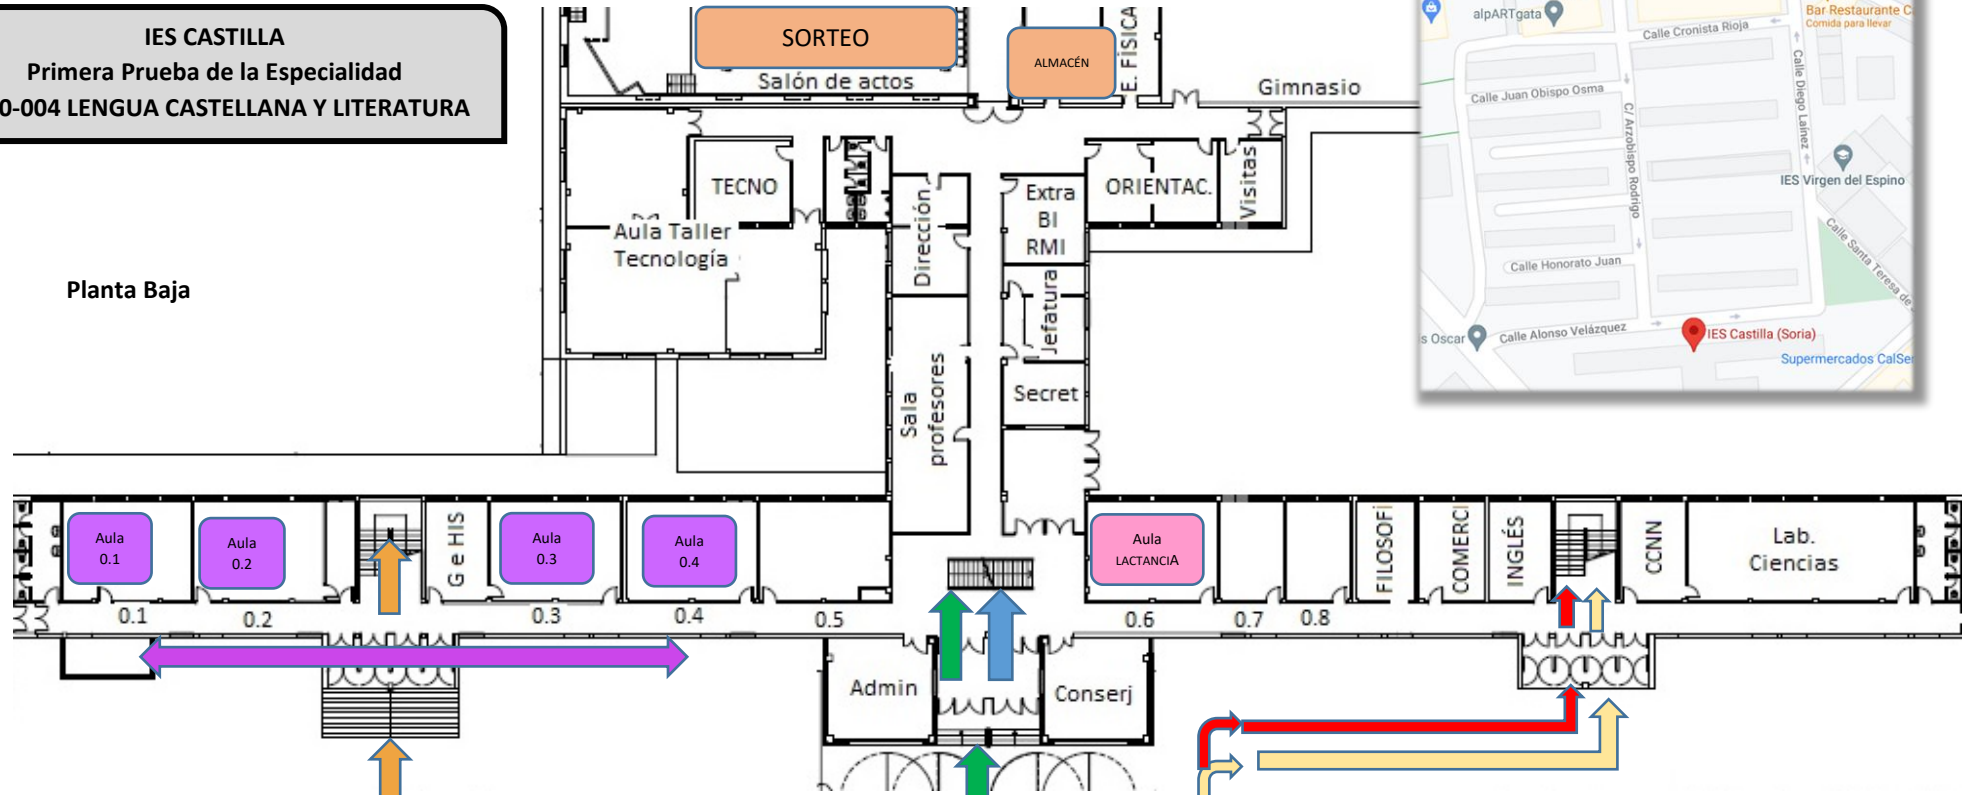 IES CASTILLA
Primera Prueba de la Especialidad
0-004 LENGUA CASTELLANA Y LITERATURA
Planta Baja
SORTEO
Salón de actos
ALMACÉN
E. FÍSICA
Gimnasio
TECNO
Aula Taller
Tecnología
Dirección
Extra
BI
RMI
ORIENTAC.
Visitas
Jefatura
Sala
profesores
Secret
Aula
0.1
Aula
0.2
G e HIS
Aula
0.3
Aula
0.4
Aula
LACTANCIA
FILOSOFi
COMERCI
INGLÉS
CCNN
Lab.
Ciencias
0.1
0.2
0.3
0.4
0.5
0.6
0.7
0.8
Admin
Conserj
alpARTgata
Bar Restaurante C
Comida para llevar
Calle Cronista Rioja
Calle Juan Obispo Osma
C/ Arzobispo Rodrigo
Calle Diego Laínez
IES Virgen del Espino
Calle Santa Teresa de
Calle Honorato Juan
Calle Alonso Velázquez
s Oscar
IES Castilla (Soria)
Supermercados CalSer